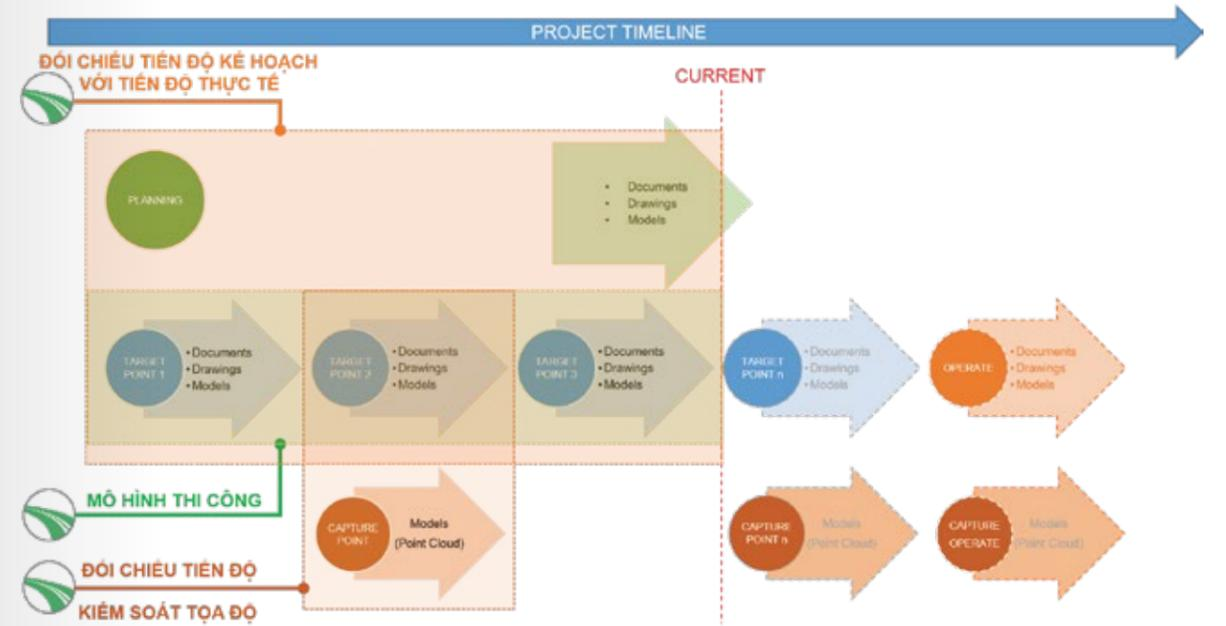 PROJECT TIMELINE
ĐỐI CHIẾU TIẾN ĐỘ KẾ HOẠCH
VỚI TIẾN ĐỘ THỰC TẾ
CURRENT
PLANNING
• Documents
• Drawings
• Models
TARGET
POINT 1
• Documents
• Drawings
• Models
TARGET
POINT 2
• Documents
• Drawings
• Models
TARGET
POINT 3
• Documents
• Drawings
• Models
TARGET
POINT n
• Documents
• Drawings
• Models
OPERATE
• Documents
• Drawings
• Models
MÔ HÌNH THI CÔNG
CAPTURE
POINT
Models
(Point Cloud)
CAPTURE
POINT n
Models
(Point Cloud)
CAPTURE
OPERATE
Models
(Point Cloud)
ĐỐI CHIẾU TIẾN ĐỘ
KIỂM SOÁT TỌA ĐỘ